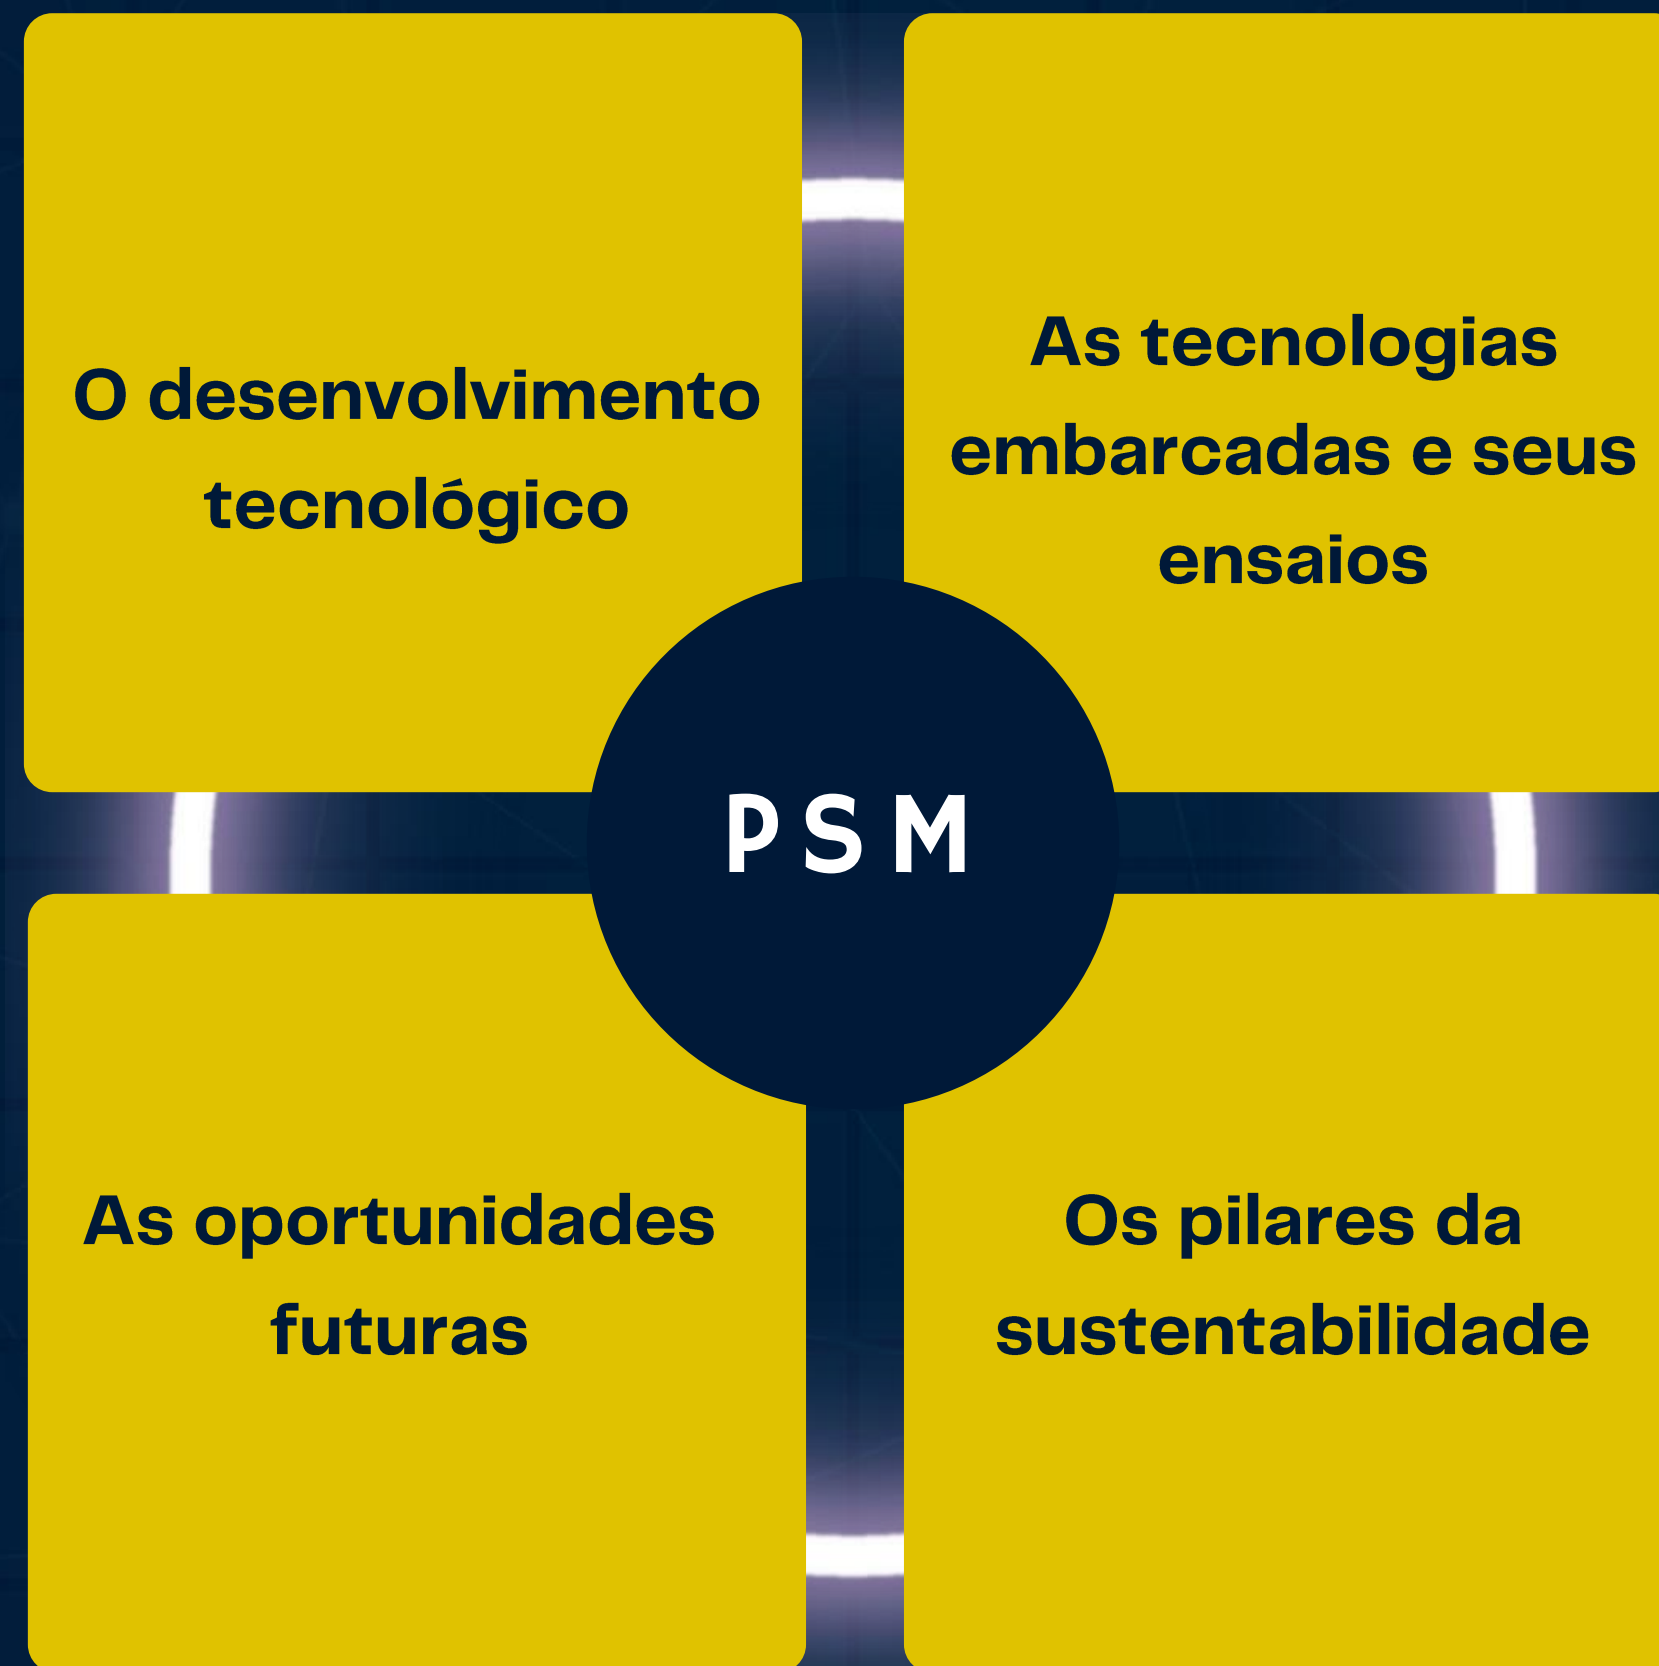 O desenvolvimento
tecnológico
As tecnologias
embarcadas e seus
ensaios
PSM
As oportunidades
futuras
Os pilares da
sustentabilidade